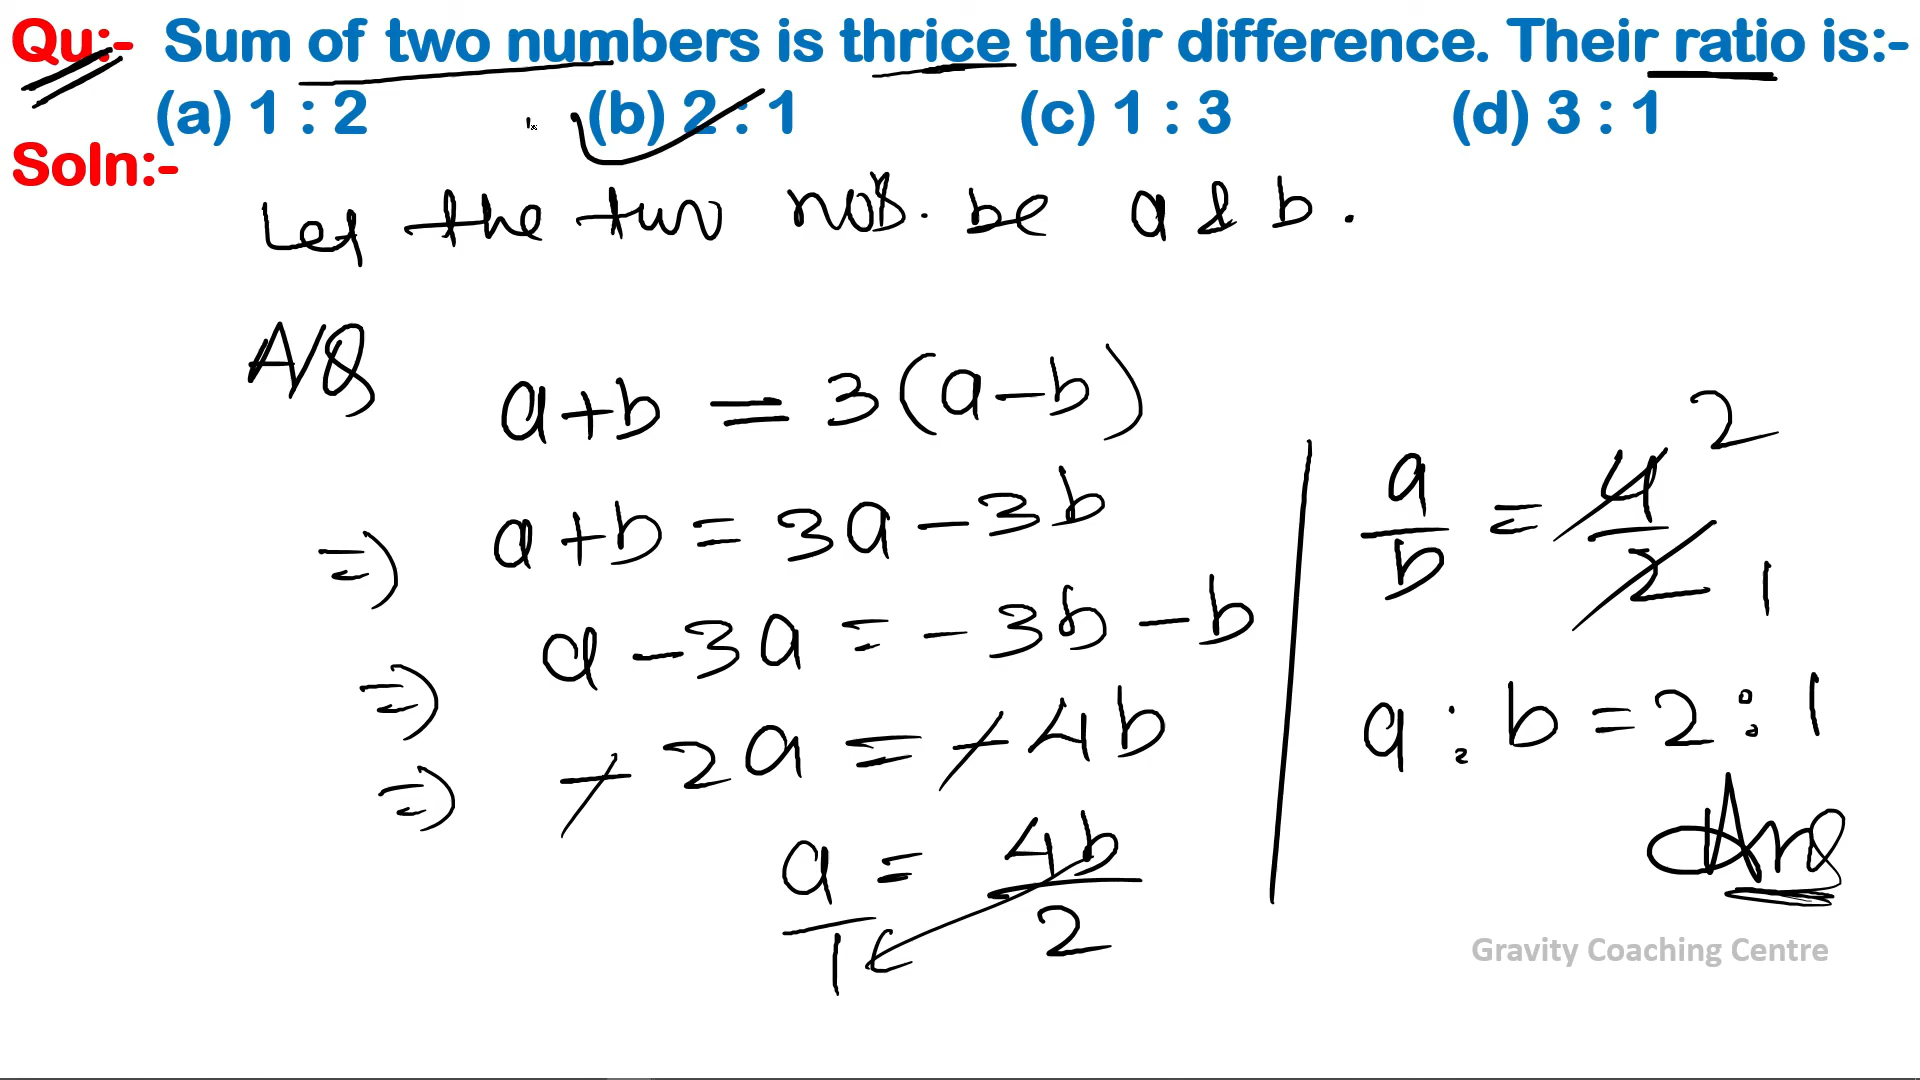 Qu:- Sum of two numbers is thrice their difference. Their ratio is:-
(a) 1 : 2 (b) 2 : 1 (c) 1 : 3 (d) 3 : 1
Soln:-
Let the two nos. be a & b.
A/Q
a+b = 3(a-b)
=> a+b = 3a-3b
=> a-3a = -3b-b
=> -2a = -4b
a/1 = 4b/2
a/b = 4/2 2 1
a : b = 2 : 1
Ans
Gravity Coaching Centre